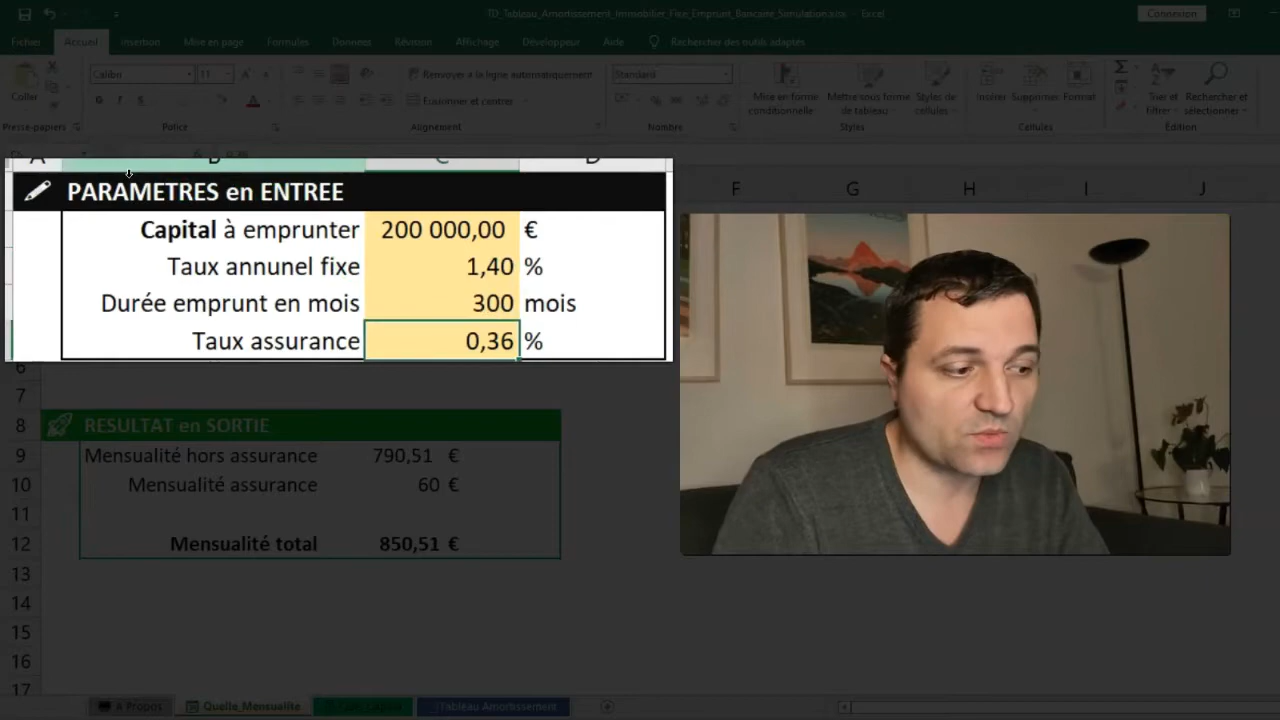 TD_Tableau_Amortissement_Immobilier_Fixe_Emprunt_Bancaire_Simulation.xlsx - Excel
Connexion
Fichier Accueil Insertion Mise en page Formules Données Révision Affichage Développeur Aide Rechercher des outils adaptés
Coller Calibri 11 Renvoyer à la ligne automatiquement Standard
Fusionner et centrer
Mise en forme conditionnelle Mettre sous forme de tableau Styles de cellules Insérer Supprimer Format Trier et filtrer Rechercher et sélectionner
Presse-papiers Police Alignement Nombre Styles Cellules Édition
A B C D F G H I J
PARAMETRES en ENTREE
Capital à emprunter 200 000,00 €
Taux annunel fixe 1,40 %
Durée emprunt en mois 300 mois
Taux assurance 0,36 %
6
7
8 RESULTAT en SORTIE
9 Mensualité hors assurance 790,51 €
10 Mensualité assurance 60 €
11
12 Mensualité total 850,51 €
13
14
15
16
17
A Propos Quelle_Mensualite Tableau Amortissement